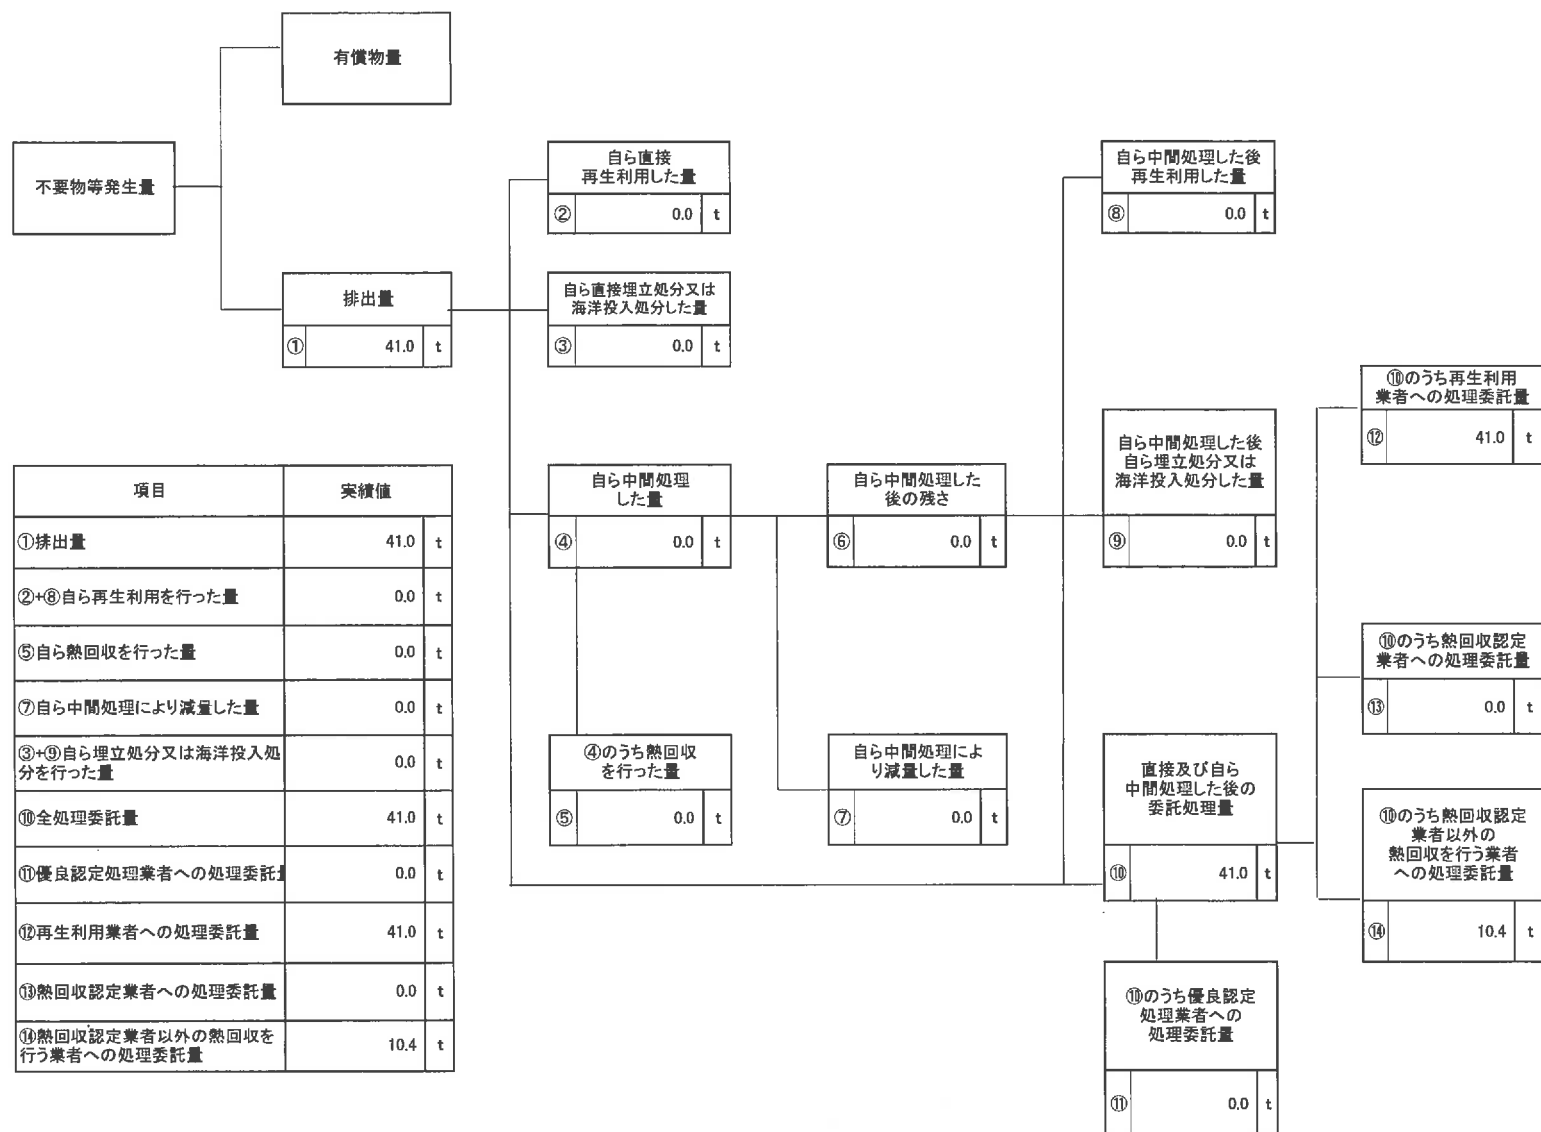 有償物量
不要物等発生量
排出量
① 41.0 t
自ら直接
再生利用した量
② 0.0 t
自ら直接埋立処分又は
海洋投入処分した量
③ 0.0 t
自ら中間処理した後
再生利用した量
⑧ 0.0 t
⑩のうち再生利用
業者への処理委託量
⑫ 41.0 t
自ら中間処理
した量
④ 0.0 t
自ら中間処理した
後の残さ
⑥ 0.0 t
自ら中間処理した後
自ら埋立処分又は
海洋投入処分した量
⑨ 0.0 t
⑩のうち熱回収認定
業者への処理委託量
⑬ 0.0 t
④のうち熱回収
を行った量
⑤ 0.0 t
自ら中間処理によ
り減量した量
⑦ 0.0 t
直接及び自ら
中間処理した後の
委託処理量
⑩ 41.0 t
⑩のうち熱回収認定
業者以外の
熱回収を行う業者
への処理委託量
⑭ 10.4 t
⑩のうち優良認定
処理業者への
処理委託量
⑪ 0.0 t
項目 実績値
①排出量 41.0 t
②+⑧自ら再生利用を行った量 0.0 t
⑤自ら熱回収を行った量 0.0 t
⑦自ら中間処理により減量した量 0.0 t
③+⑨自ら埋立処分又は海洋投入処
分を行った量 0.0 t
⑩全処理委託量 41.0 t
⑪優良認定処理業者への処理委託 0.0 t
⑫再生利用業者への処理委託量 41.0 t
⑬熱回収認定業者への処理委託量 0.0 t
⑭熱回収認定業者以外の熱回収を
行う業者への処理委託量 10.4 t